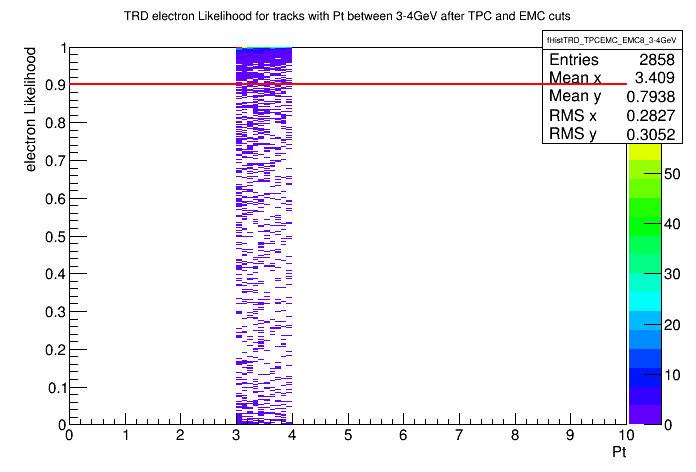 TRD electron Likelihood for tracks with Pt between 3-4GeV after TPC and EMC cuts
fHistTRD_TPCEMC_EMC8_3-4GeV
Entries 2858
Mean x 3.409
Mean y 0.7938
RMS x 0.2827
RMS y 0.3052
electron Likelihood
1
0.9
0.8
0.7
0.6
0.5
0.4
0.3
0.2
0.1
0
0 1 2 3 4 5 6 7 8 9 10
Pt
50
40
30
20
10
0